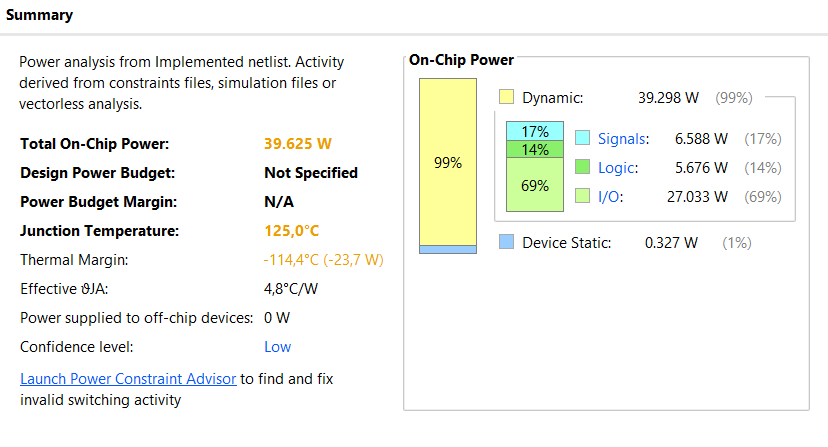 Summary
Power analysis from Implemented netlist. Activity
derived from constraints files, simulation files or
vectorless analysis.
Total On-Chip Power: 39.625 W
Design Power Budget: Not Specified
Power Budget Margin: N/A
Junction Temperature: 125,0°C
Thermal Margin: -114,4°C (-23,7 W)
Effective ϑJA: 4,8°C/W
Power supplied to off-chip devices: 0 W
Confidence level: Low
Launch Power Constraint Advisor to find and fix
invalid switching activity
On-Chip Power
99%
Dynamic: 39.298 W (99%)
17%
14%
69%
Signals: 6.588 W (17%)
Logic: 5.676 W (14%)
I/O: 27.033 W (69%)
Device Static: 0.327 W (1%)